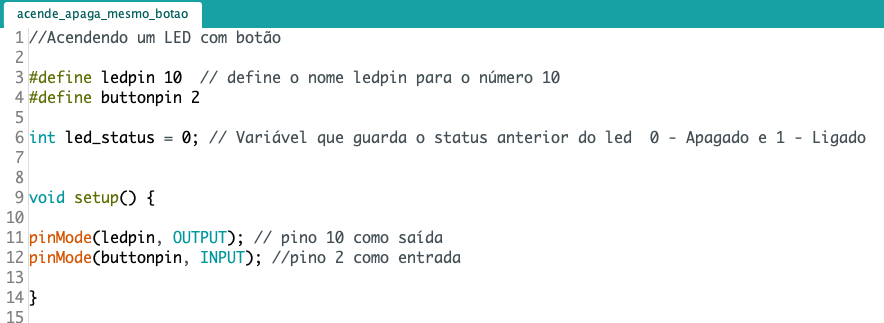 acende_apaga_mesmo_botao
1 //Acendendo um LED com botão
2
3 #define ledpin 10  // define o nome ledpin para o número 10
4 #define buttonpin 2
5
6 int led_status = 0; // Variável que guarda o status anterior do led  0 - Apagado e 1 - Ligado
7
8
9 void setup() {
10
11 pinMode(ledpin, OUTPUT); // pino 10 como saída
12 pinMode(buttonpin, INPUT); //pino 2 como entrada
13
14 }
15